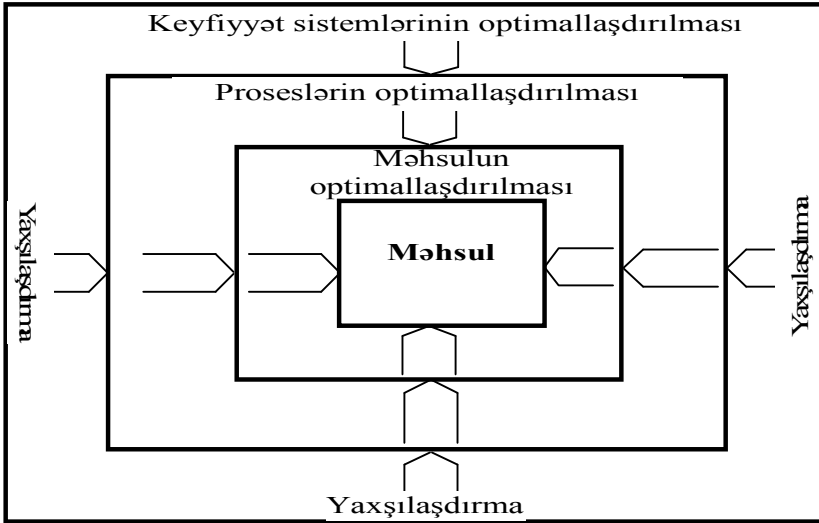 Keyfiyyət sistemlərinin optimallaşdırılması
Proseslərin optimallaşdırılması
Məhsulun
optimallaşdırılması
Məhsul
Yaxşılaşdırma
Yaxşılaşdırma
Yaxşılaşdırma